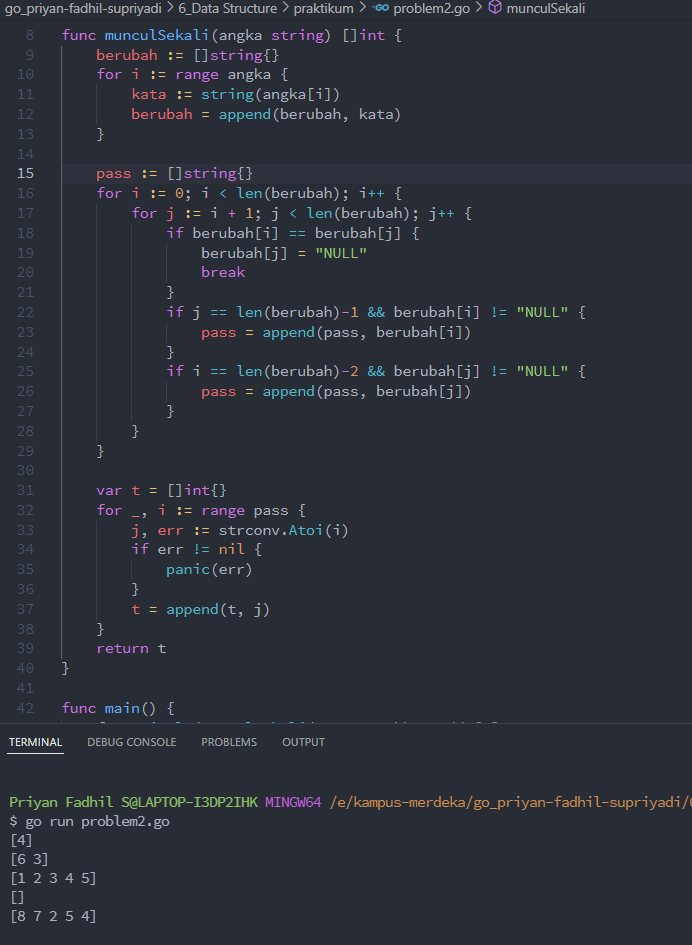 go_priyan-fadhil-supriyadi > 6_Data Structure > praktikum > GO problem2.go > munculSekali
8 func munculSekali(angka string) []int {
9     berubah := []string{}
10     for i := range angka {
11         kata := string(angka[i])
12         berubah = append(berubah, kata)
13     }
14
15     pass := []string{}
16     for i := 0; i < len(berubah); i++ {
17         for j := i + 1; j < len(berubah); j++ {
18             if berubah[i] == berubah[j] {
19                 berubah[j] = "NULL"
20                 break
21             }
22             if j == len(berubah)-1 && berubah[i] != "NULL" {
23                 pass = append(pass, berubah[i])
24             }
25             if i == len(berubah)-2 && berubah[j] != "NULL" {
26                 pass = append(pass, berubah[j])
27             }
28         }
29     }
30
31     var t = []int{}
32     for _, i := range pass {
33         j, err := strconv.Atoi(i)
34         if err != nil {
35             panic(err)
36         }
37         t = append(t, j)
38     }
39     return t
40 }
41
42 func main() {
TERMINAL DEBUG CONSOLE PROBLEMS OUTPUT
Priyan Fadhil S@LAPTOP-I3DP2IHK MINGW64 /e/kampus-merdeka/go_priyan-fadhil-supriyadi/
$ go run problem2.go
[4]
[6 3]
[1 2 3 4 5]
[]
[8 7 2 5 4]